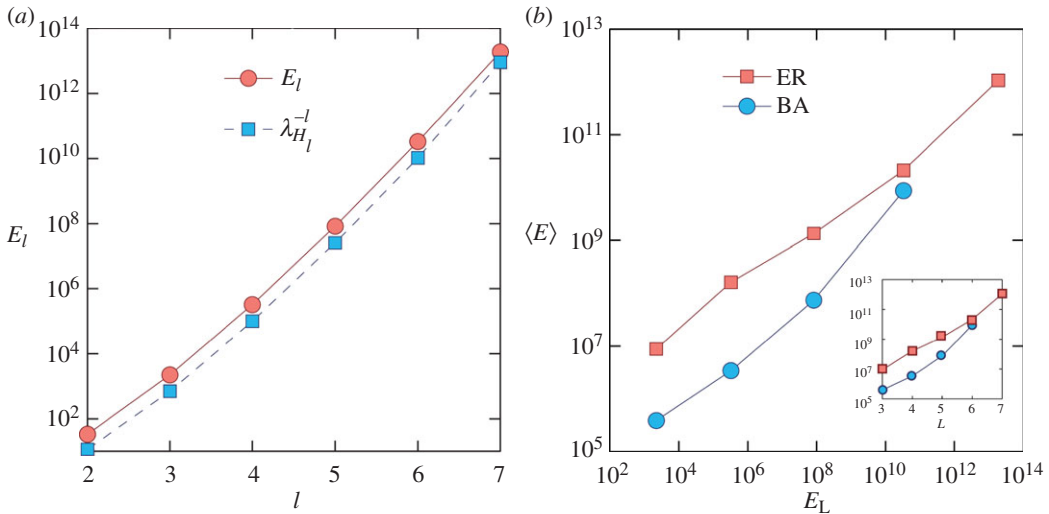 (a)
10^14
10^12
10^10
10^8
10^6
10^4
10^2
E_l
E_l
λ_{H_l}^{-l}
2 3 4 5 6 7
l
(b)
10^13
10^11
10^9
10^7
10^5
⟨E⟩
ER
BA
10^2 10^4 10^6 10^8 10^10 10^12 10^14
E_L
10^13
10^11
10^9
10^7
10^5
3 4 5 6 7
L